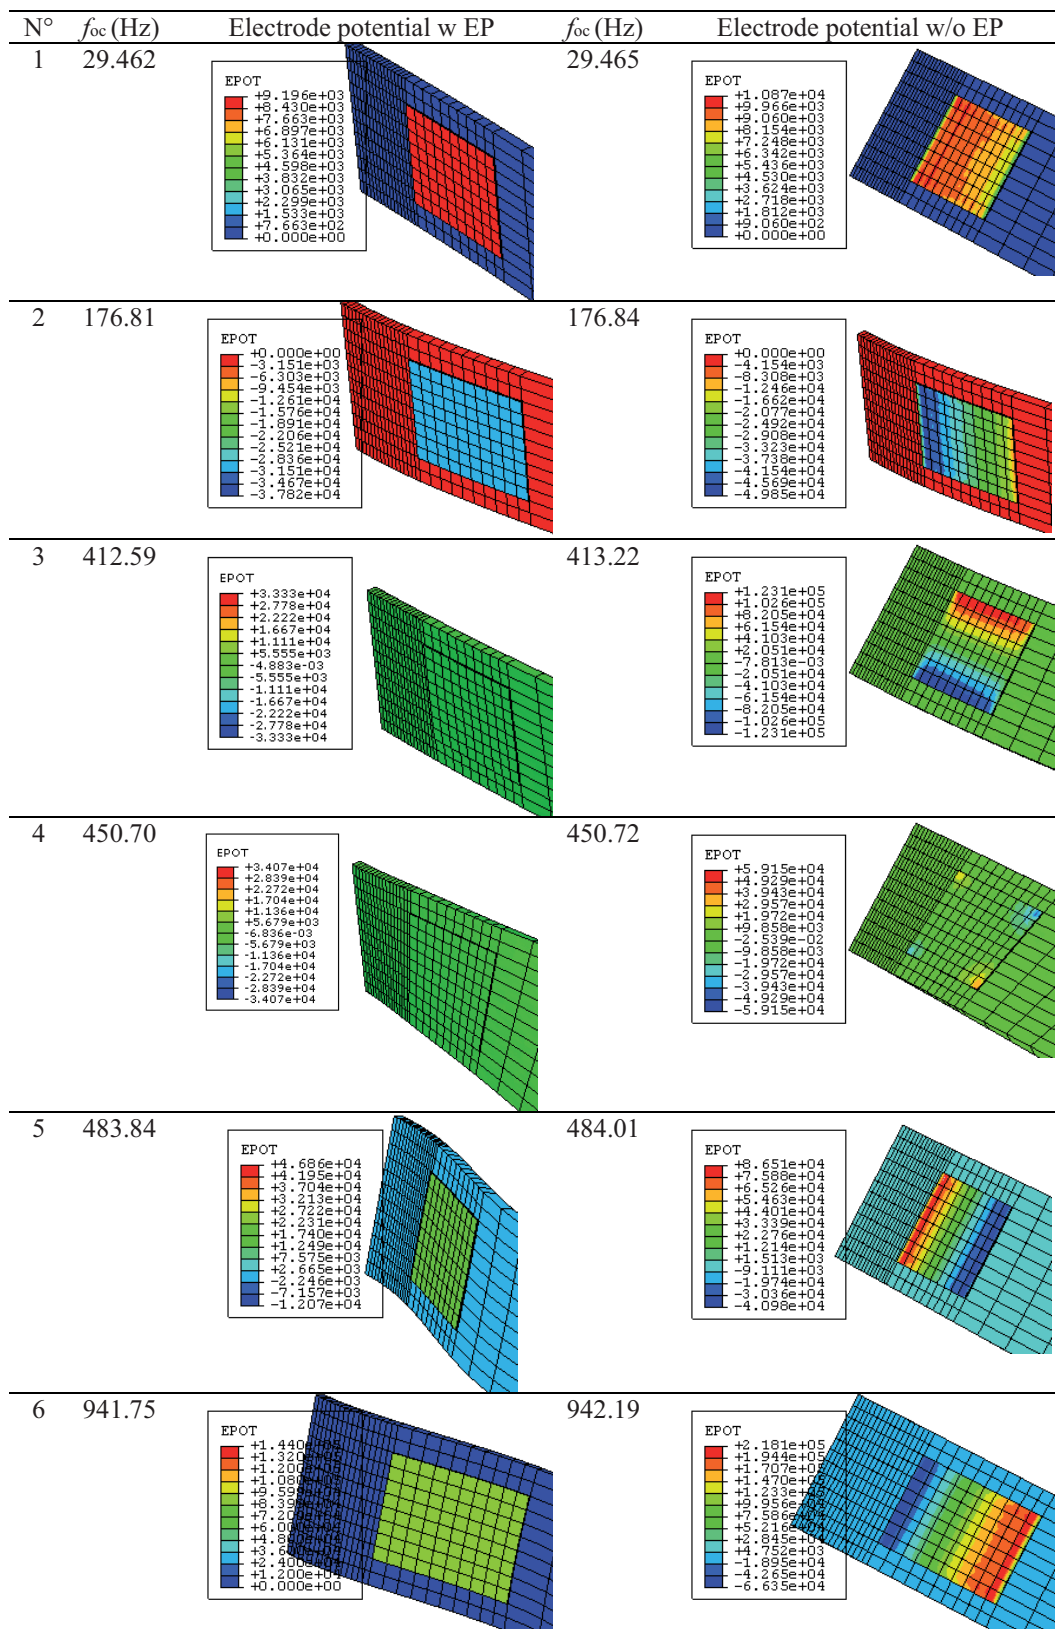 N° foc (Hz) Electrode potential w EP foc (Hz) Electrode potential w/o EP
1 29.462 29.465
EPOT
+9.196e+03
+8.430e+03
+7.663e+03
+6.897e+03
+6.131e+03
+5.364e+03
+4.598e+03
+3.832e+03
+3.065e+03
+2.299e+03
+1.533e+03
+7.663e+02
+0.000e+00
EPOT
+1.087e+04
+9.966e+03
+9.060e+03
+8.154e+03
+7.248e+03
+6.342e+03
+5.436e+03
+4.530e+03
+3.624e+03
+2.718e+03
+1.812e+03
+9.060e+02
+0.000e+00
2 176.81 176.84
EPOT
+0.000e+00
-3.151e+03
-6.303e+03
-9.454e+03
-1.261e+04
-1.576e+04
-1.891e+04
-2.206e+04
-2.521e+04
-2.836e+04
-3.151e+04
-3.467e+04
-3.782e+04
EPOT
+0.000e+00
-4.154e+03
-8.308e+03
-1.246e+04
-1.662e+04
-2.077e+04
-2.492e+04
-2.908e+04
-3.323e+04
-3.738e+04
-4.154e+04
-4.569e+04
-4.985e+04
3 412.59 413.22
EPOT
+3.333e+04
+2.778e+04
+2.222e+04
+1.667e+04
+1.111e+04
+5.555e+03
-4.883e-03
-5.555e+03
-1.111e+04
-1.667e+04
-2.222e+04
-2.778e+04
-3.333e+04
EPOT
+1.231e+05
+1.026e+05
+8.205e+04
+6.154e+04
+4.103e+04
+2.051e+04
-7.813e-03
-2.051e+04
-4.103e+04
-6.154e+04
-8.205e+04
-1.026e+05
-1.231e+05
4 450.70 450.72
EPOT
+3.407e+04
+2.839e+04
+2.272e+04
+1.704e+04
+1.136e+04
+5.679e+03
-6.836e-03
-5.679e+03
-1.136e+04
-1.704e+04
-2.272e+04
-2.839e+04
-3.407e+04
EPOT
+5.915e+04
+4.929e+04
+3.943e+04
+2.957e+04
+1.972e+04
+9.858e+03
-2.539e-02
-9.858e+03
-1.972e+04
-2.957e+04
-3.943e+04
-4.929e+04
-5.915e+04
5 483.84 484.01
EPOT
+4.686e+04
+4.195e+04
+3.704e+04
+3.213e+04
+2.722e+04
+2.231e+04
+1.740e+04
+1.249e+04
+7.575e+03
+2.665e+03
-2.246e+03
-7.157e+03
-1.207e+04
EPOT
+8.651e+04
+7.588e+04
+6.526e+04
+5.463e+04
+4.401e+04
+3.339e+04
+2.276e+04
+1.214e+04
+1.513e+03
-9.111e+03
-1.974e+04
-3.036e+04
-4.098e+04
6 941.75 942.19
EPOT
+1.440e+05
+1.320e+05
+1.200e+05
+1.080e+05
+9.599e+04
+8.399e+04
+7.200e+04
+6.000e+04
+4.800e+04
+3.600e+04
+2.400e+04
+1.200e+04
+0.000e+00
EPOT
+2.181e+05
+1.944e+05
+1.707e+05
+1.470e+05
+1.233e+05
+9.956e+04
+7.586e+04
+5.216e+04
+2.845e+04
+4.752e+03
-1.895e+04
-4.265e+04
-6.635e+04